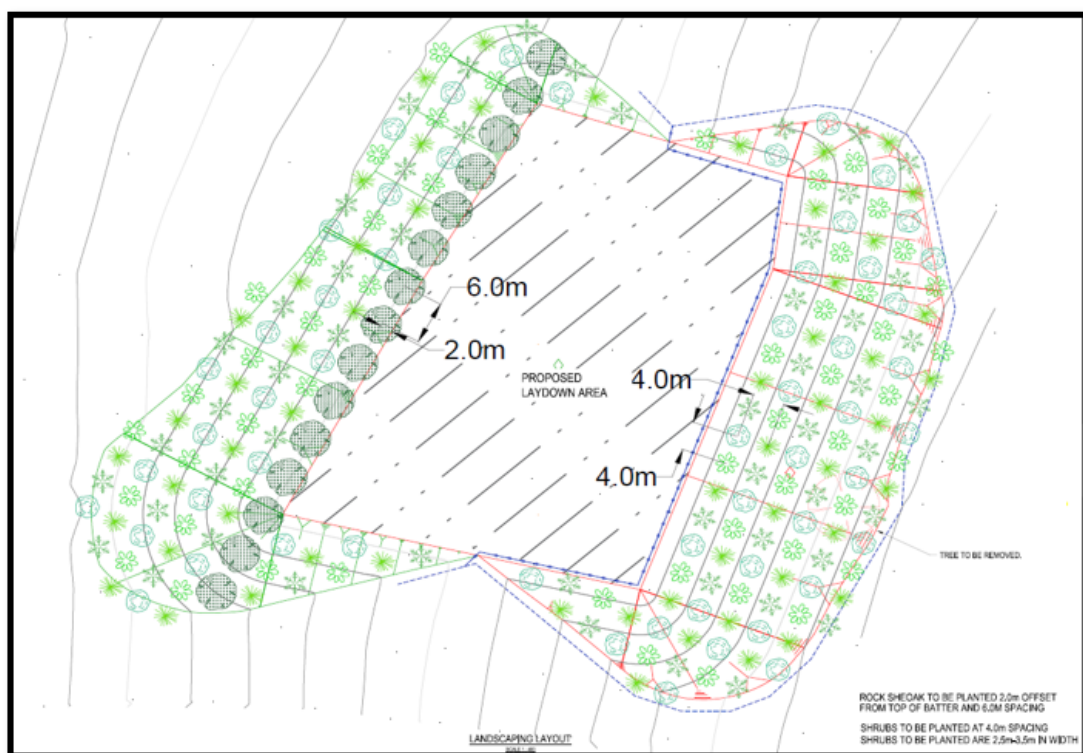 6.0m
2.0m
PROPOSED
LAYDOWN AREA
4.0m
4.0m
TREE TO BE REMOVED.
ROCK SHEOAK TO BE PLANTED 2.0m OFFSET
FROM TOP OF BATTER AND 6.0M SPACING
SHRUBS TO BE PLANTED AT 4.0m SPACING
SHRUBS TO BE PLANTED ARE 2.5m-3.5m IN WIDTH
LANDSCAPING LAYOUT